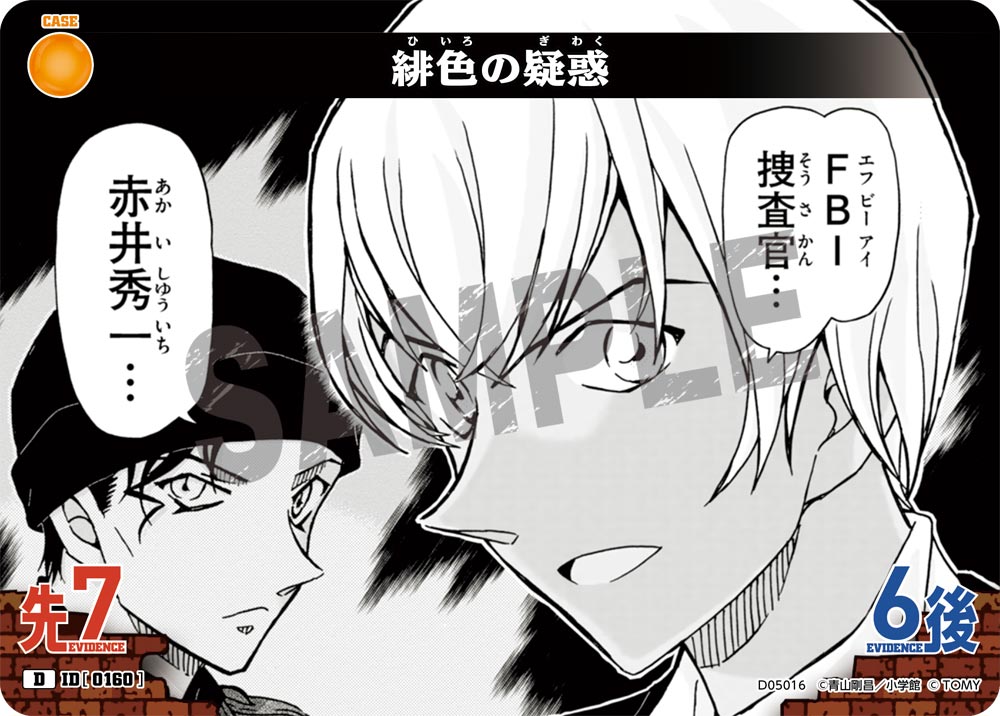 CASE
ひいろ ぎわく
緋色の疑惑
エフ ビー アイ
FBI
そう さ かん
捜査官…
あか い しゆう いち
赤井秀一…
SAMPLE
先7
EVIDENCE
6後
EVIDENCE
D ID[0160]
D05016 ©青山剛昌／小学館 © TOMY